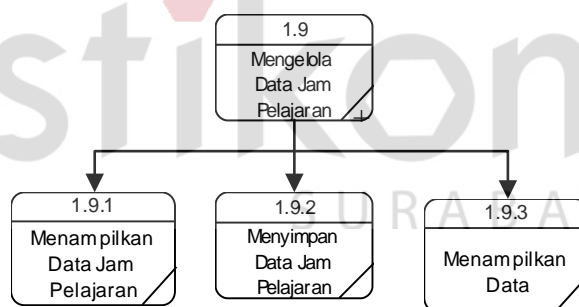 stikom
SURABA
1.9
Mengelola
Data Jam
Pelajaran
1.9.1
Menampilkan
Data Jam
Pelajaran
1.9.2
Menyimpan
Data Jam
Pelajaran
1.9.3
Menampilkan
Data